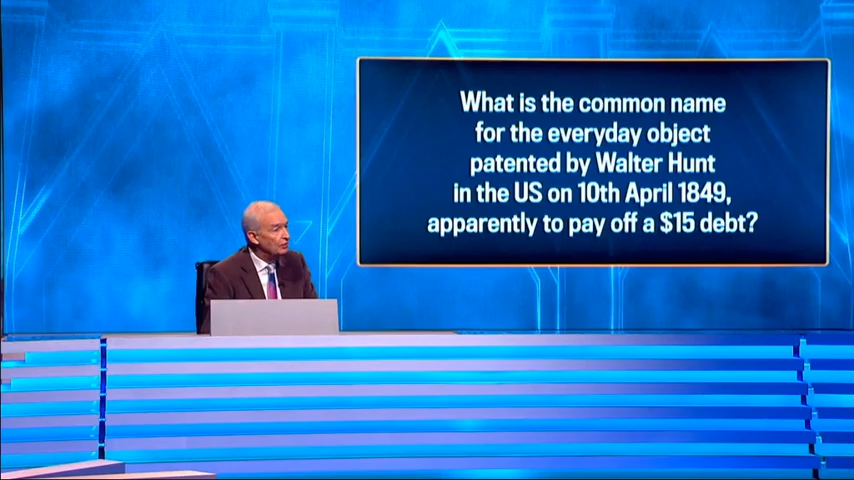 What is the common name
for the everyday object
patented by Walter Hunt
in the US on 10th April 1849,
apparently to pay off a $15 debt?